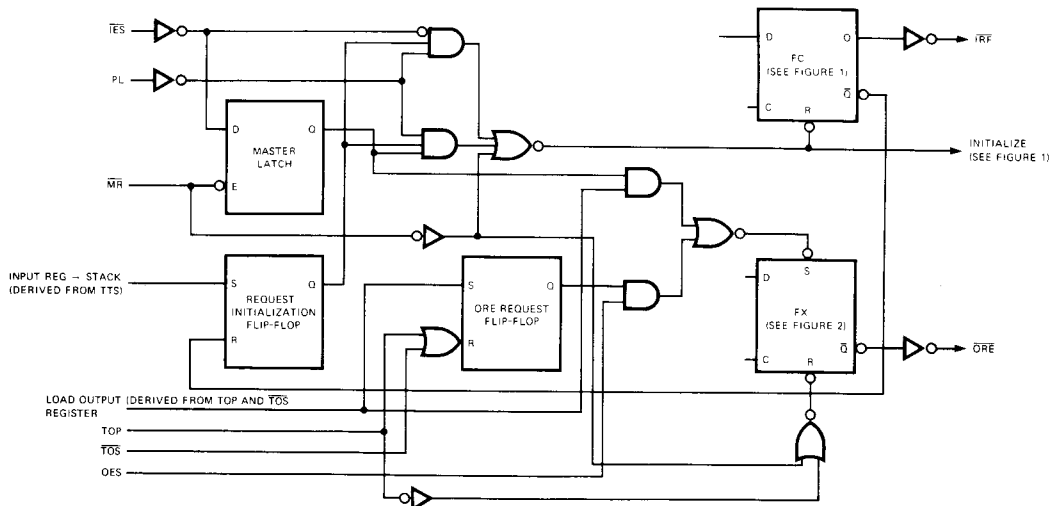 IES
PL
MR
D
Q
MASTER
LATCH
E
INPUT REG → STACK
(DERIVED FROM TTS)
S
Q
REQUEST
INITIALIZATION
FLIP-FLOP
R
S
Q
ORE REQUEST
FLIP-FLOP
R
LOAD OUTPUT (DERIVED FROM TOP AND TOS
REGISTER
TOP
TOS
OES
D
O
FC
(SEE FIGURE 1)
Q
C
R
IRF
INITIALIZE
(SEE FIGURE 1)
S
D
FX
(SEE FIGURE 2)
Q
C
R
ORE